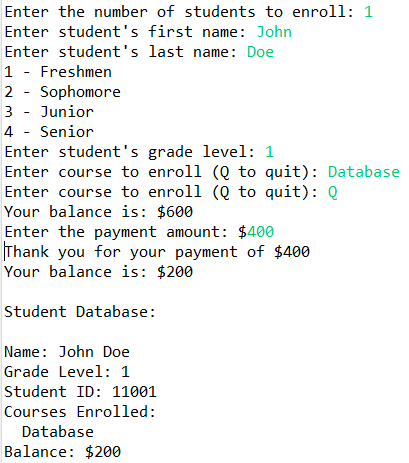 Enter the number of students to enroll: 1
Enter student's first name: John
Enter student's last name: Doe
1 - Freshmen
2 - Sophomore
3 - Junior
4 - Senior
Enter student's grade level: 1
Enter course to enroll (Q to quit): Database
Enter course to enroll (Q to quit): Q
Your balance is: $600
Enter the payment amount: $400
Thank you for your payment of $400
Your balance is: $200

Student Database:

Name: John Doe
Grade Level: 1
Student ID: 11001
Courses Enrolled:
  Database
Balance: $200